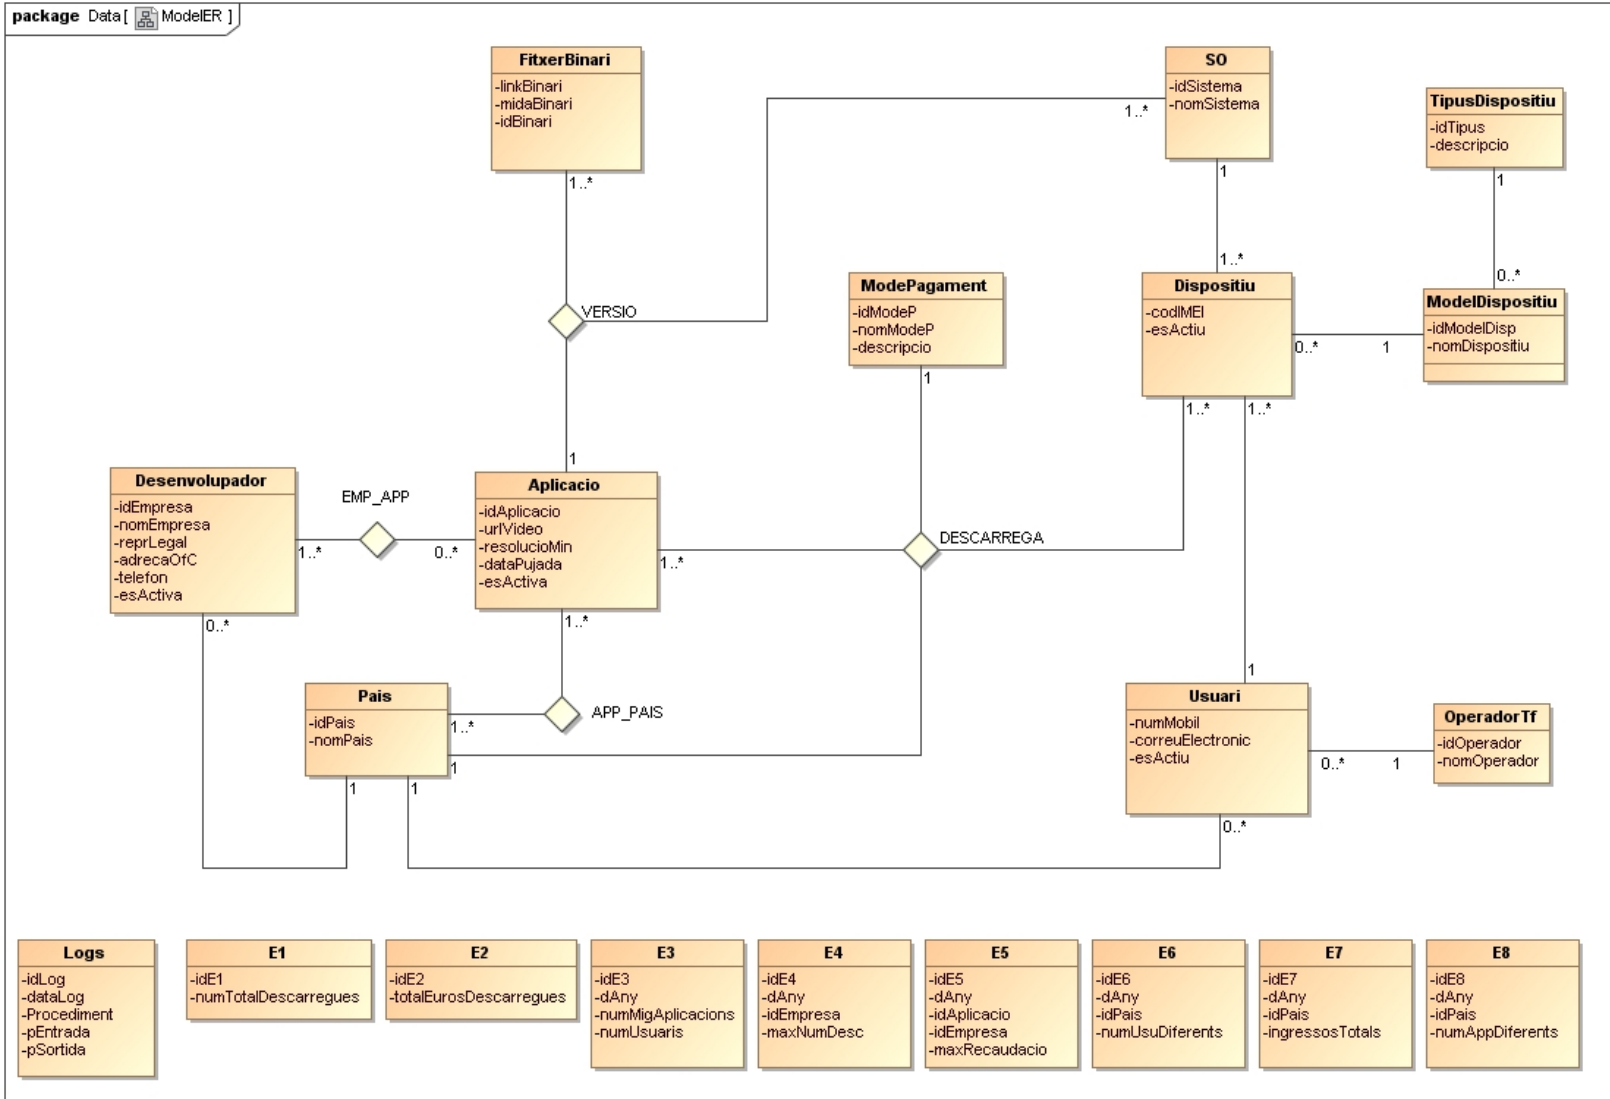 package Data [ ModelER ]
FitxerBinari
-linkBinari
-midaBinari
-idBinari
1..*
SO
-idSistema
-nomSistema
1..*
1
TipusDispositiu
-idTipus
-descripcio
1
0..*
VERSIO
ModePagament
-idModeP
-nomModeP
-descripcio
1
1..*
Dispositiu
-codIMEI
-esActiu
0..*
1
1..*
1..*
ModelDispositiu
-idModelDisp
-nomDispositiu
1
Desenvolupador
-idEmpresa
-nomEmpresa
-reprLegal
-adrecaOfC
-telefon
-esActiva
1..*
0..*
EMP_APP
0..*
Aplicacio
-idAplicacio
-urlVideo
-resolucioMin
-dataPujada
-esActiva
1..*
1..*
DESCARREGA
Pais
-idPais
-nomPais
1..*
1
1
1
APP_PAIS
1
Usuari
-numMobil
-correuElectronic
-esActiu
0..*
1
0..*
OperadorTf
-idOperador
-nomOperador
Logs
-idLog
-dataLog
-Procediment
-pEntrada
-pSortida
E1
-idE1
-numTotalDescarregues
E2
-idE2
-totalEurosDescarregues
E3
-idE3
-dAny
-numMigAplicacions
-numUsuaris
E4
-idE4
-dAny
-idEmpresa
-maxNumDesc
E5
-idE5
-dAny
-idAplicacio
-idEmpresa
-maxRecaudacio
E6
-idE6
-dAny
-idPais
-numUsuDiferents
E7
-idE7
-dAny
-idPais
-ingressosTotals
E8
-idE8
-dAny
-idPais
-numAppDiferents